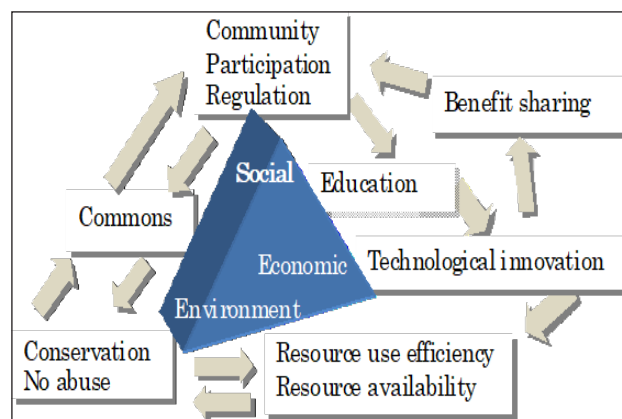 Community
Participation
Regulation
Benefit sharing
Social
Education
Commons
Economic
Technological innovation
Environment
Conservation
No abuse
Resource use efficiency
Resource availability